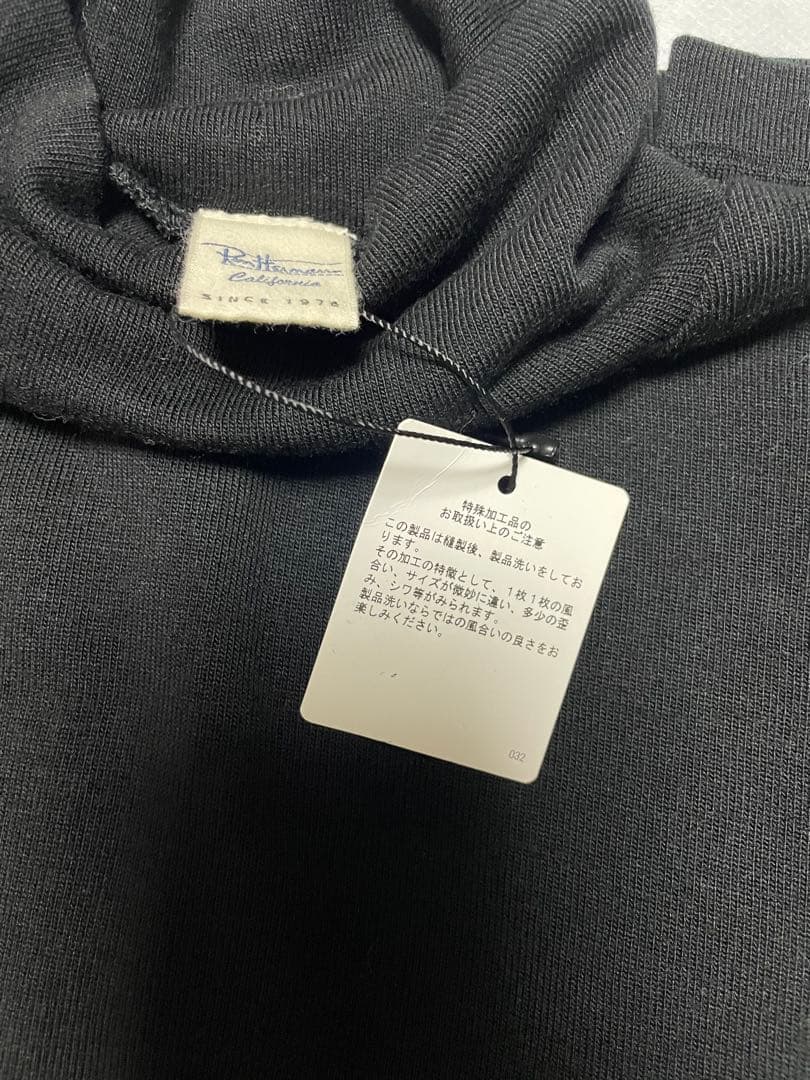 Ron Herman
California
SINCE 1976
特殊加工品の
お取扱い上のご注意
この製品は縫製後、製品洗いをしてお
ります。
その加工の特徴として、1枚1枚の風
合い、サイズが微妙に違い、多少の歪
み、シワ等がみられます。
製品洗いならではの風合いの良さをお
楽しみください。
032